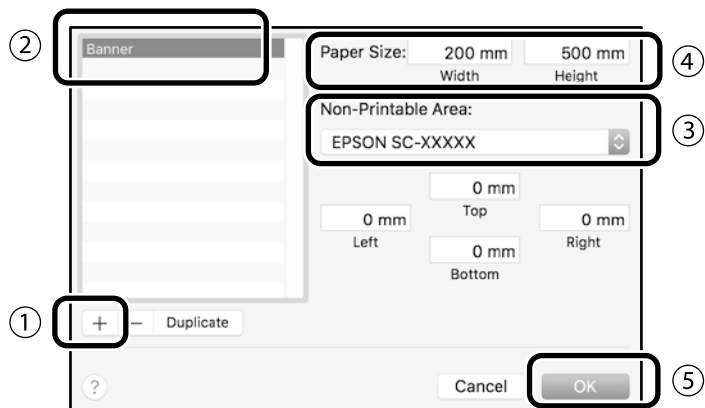 ②
Banner
Paper Size: 200 mm 500 mm
Width Height
④
Non-Printable Area:
EPSON SC-XXXXX
③
0 mm
Top
0 mm
Left
0 mm
Right
0 mm
Bottom
①
+ − Duplicate
?
Cancel OK
⑤